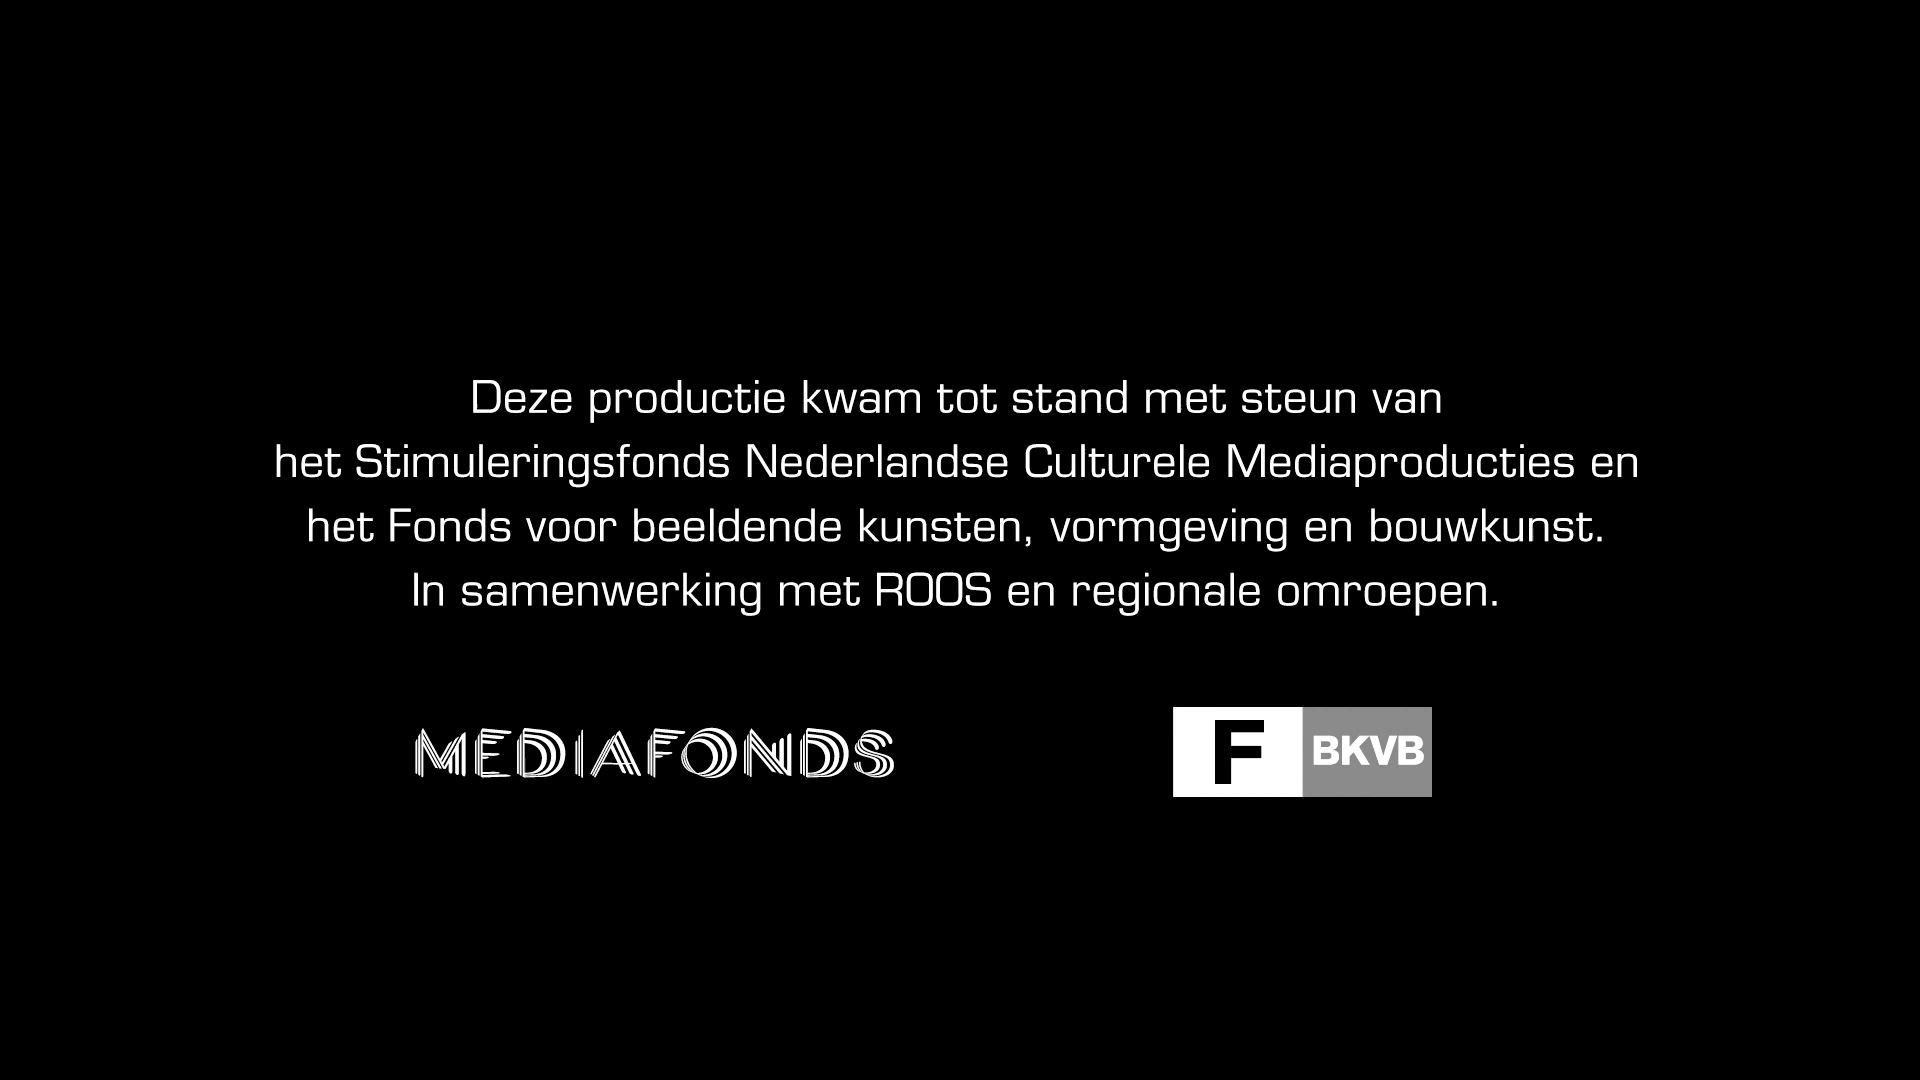 Deze productie kwam tot stand met steun van
het Stimuleringsfonds Nederlandse Culturele Mediaproducties en
het Fonds voor beeldende kunsten, vormgeving en bouwkunst.
In samenwerking met ROOS en regionale omroepen.
MEDIAFONDS
F BKVB